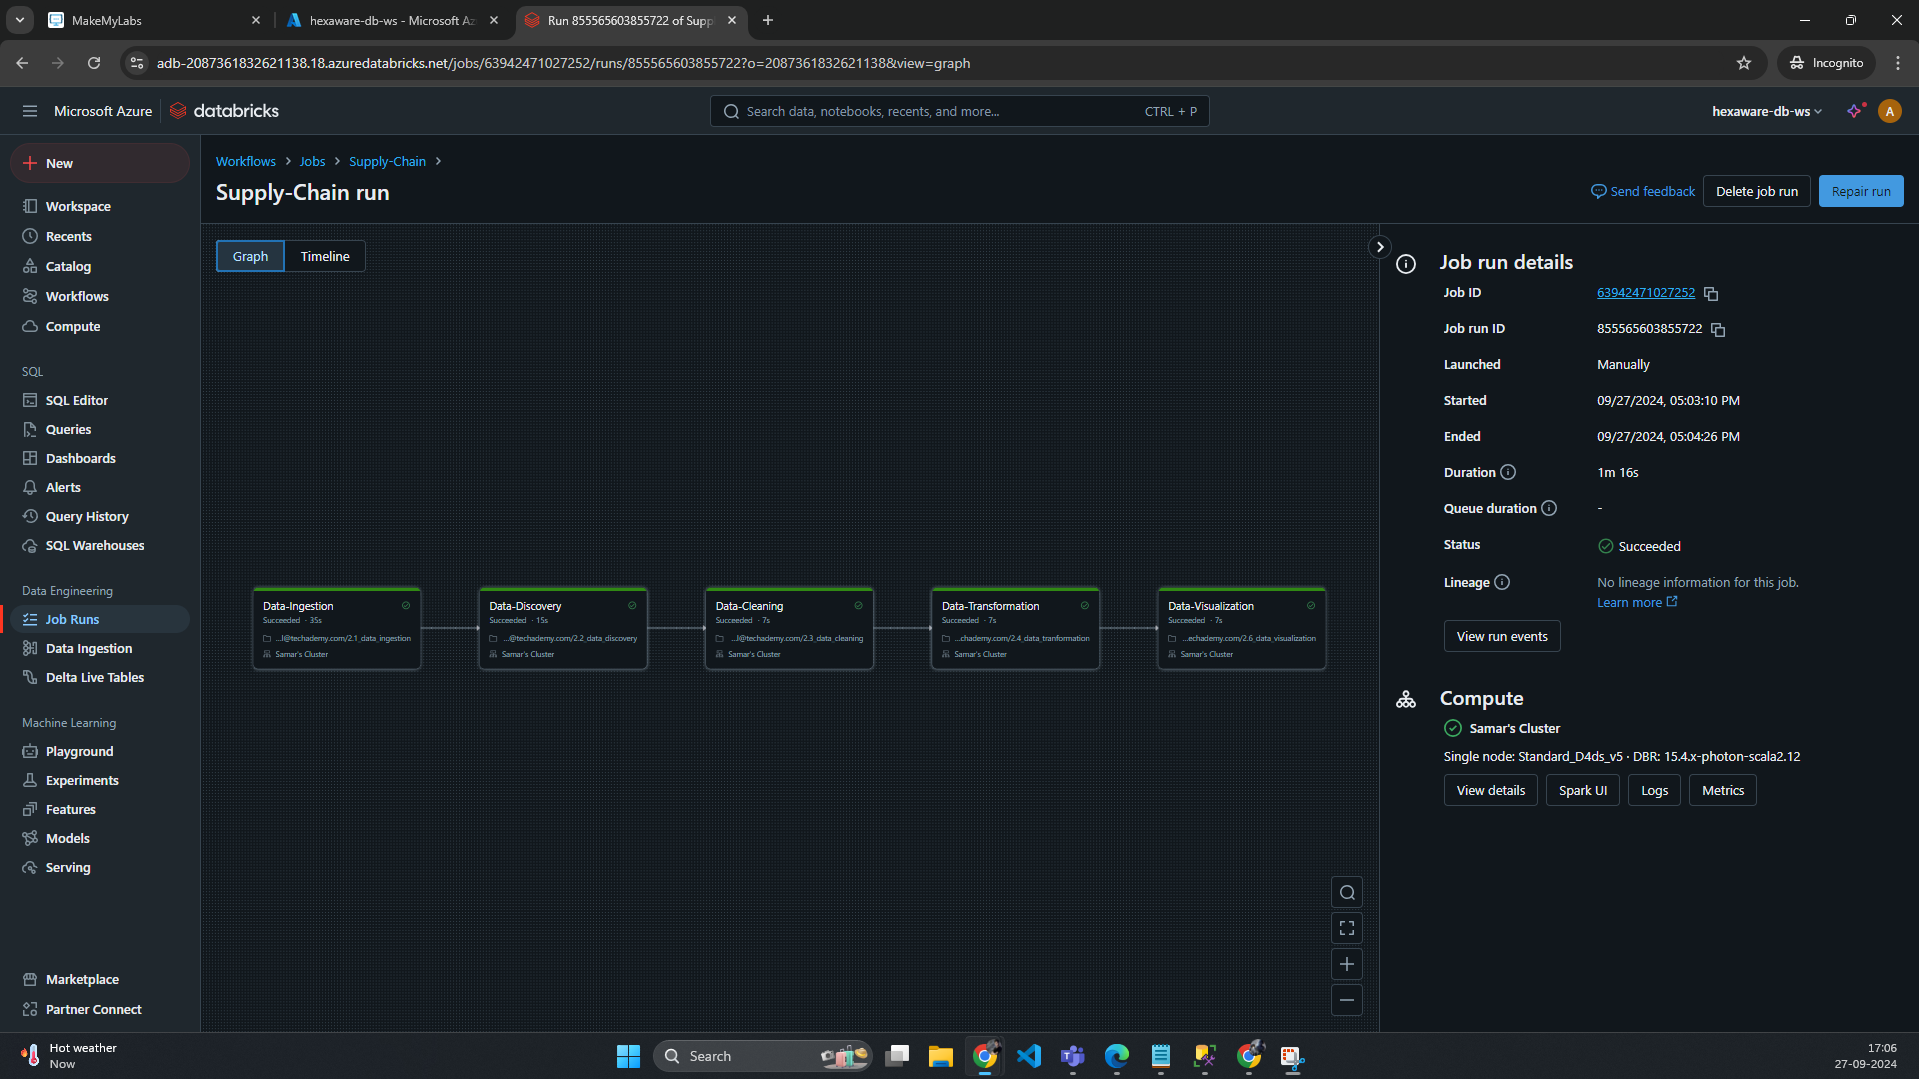 MakeMyLabs
hexaware-db-ws - Microsoft Az
Run 855565603855722 of Supp
adb-2087361832621138.18.azuredatabricks.net/jobs/63942471027252/runs/855565603855722?o=2087361832621138&view=graph
Incognito
Microsoft Azure
databricks
Search data, notebooks, recents, and more...
CTRL + P
hexaware-db-ws
A
New
Workspace
Recents
Catalog
Workflows
Compute
SQL
SQL Editor
Queries
Dashboards
Alerts
Query History
SQL Warehouses
Data Engineering
Job Runs
Data Ingestion
Delta Live Tables
Machine Learning
Playground
Experiments
Features
Models
Serving
Marketplace
Partner Connect
Workflows > Jobs > Supply-Chain >
Supply-Chain run
Send feedback
Delete job run
Repair run
Graph
Timeline
Data-Ingestion
Succeeded · 35s
...l@techademy.com/2.1_data_ingestion
Samar's Cluster
Data-Discovery
Succeeded · 15s
...@techademy.com/2.2_data_discovery
Samar's Cluster
Data-Cleaning
Succeeded · 7s
...l@techademy.com/2.3_data_cleaning
Samar's Cluster
Data-Transformation
Succeeded · 7s
...chademy.com/2.4_data_tranformation
Samar's Cluster
Data-Visualization
Succeeded · 7s
...echademy.com/2.6_data_visualization
Samar's Cluster
Job run details
Job ID 63942471027252
Job run ID 855565603855722
Launched Manually
Started 09/27/2024, 05:03:10 PM
Ended 09/27/2024, 05:04:26 PM
Duration 1m 16s
Queue duration -
Status Succeeded
Lineage No lineage information for this job.
Learn more
View run events
Compute
Samar's Cluster
Single node: Standard_D4ds_v5 · DBR: 15.4.x-photon-scala2.12
View details
Spark UI
Logs
Metrics
Hot weather
Now
Search
17:06
27-09-2024